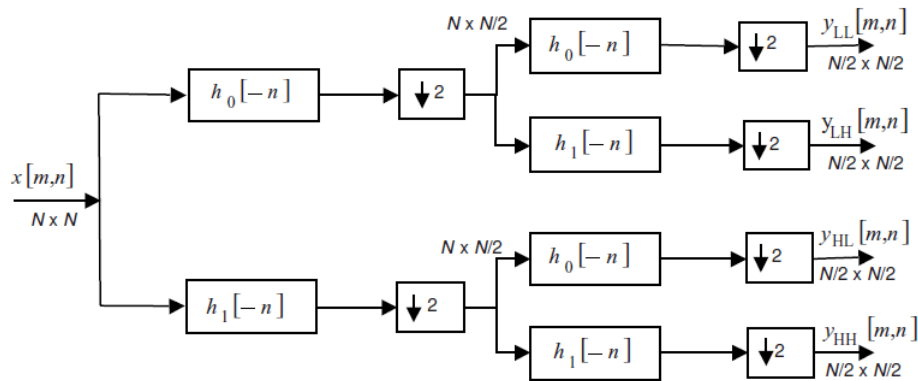 N x N/2
h₀[−n]
↓2
y_LL[m,n]
N/2 x N/2
h₀[−n]
↓2
h₁[−n]
↓2
y_LH[m,n]
N/2 x N/2
x[m,n]
N x N
N x N/2
h₀[−n]
↓2
y_HL[m,n]
N/2 x N/2
h₁[−n]
↓2
h₁[−n]
↓2
y_HH[m,n]
N/2 x N/2